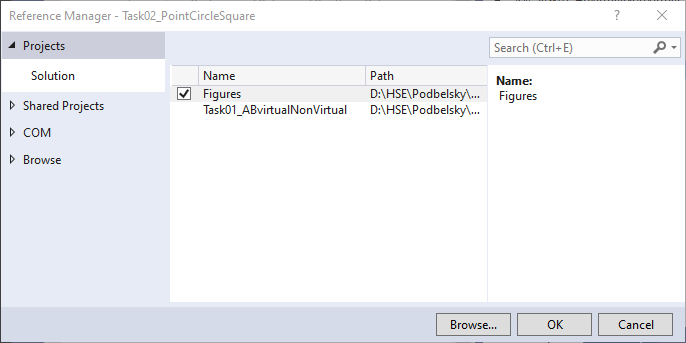 Reference Manager - Task02_PointCircleSquare ?
Projects
Search (Ctrl+E)
Solution
Name Path
Name:
Figures D:\HSE\Podbelsky\...
Figures
Task01_ABvirtualNonVirtual D:\HSE\Podbelsky\...
Shared Projects
COM
Browse
Browse... OK Cancel